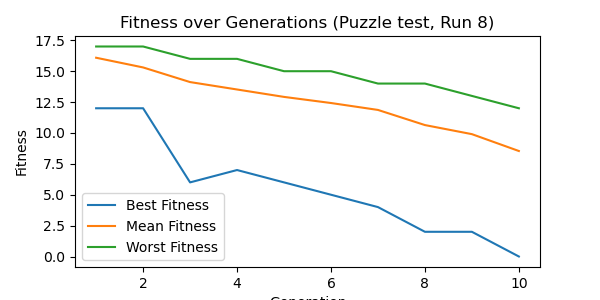 Fitness over Generations (Puzzle test, Run 8)
17.5
15.0
12.5
10.0
7.5
5.0
2.5
0.0
Fitness
Best Fitness
Mean Fitness
Worst Fitness
2 4 6 8 10
Generation